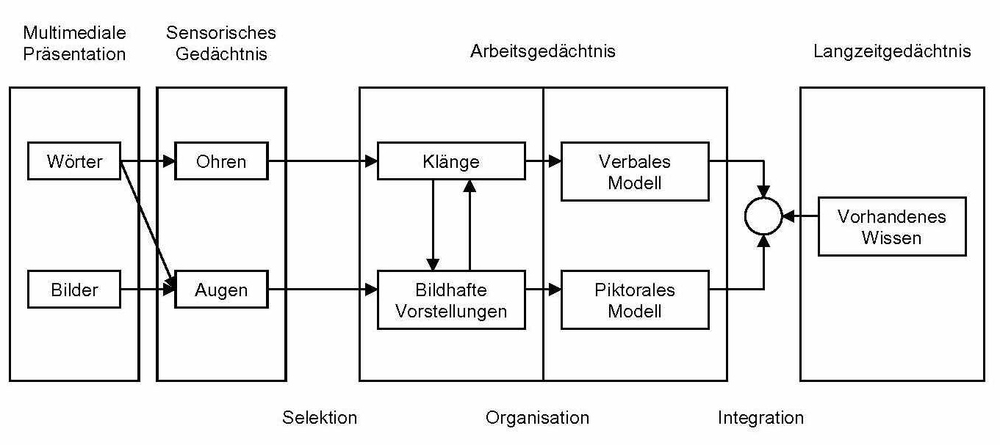 Multimediale
Präsentation
Sensorisches
Gedächtnis
Arbeitsgedächtnis
Langzeitgedächtnis
Wörter
Ohren
Klänge
Verbales
Modell
Vorhandenes
Wissen
Bilder
Augen
Bildhafte
Vorstellungen
Piktorales
Modell
Selektion
Organisation
Integration